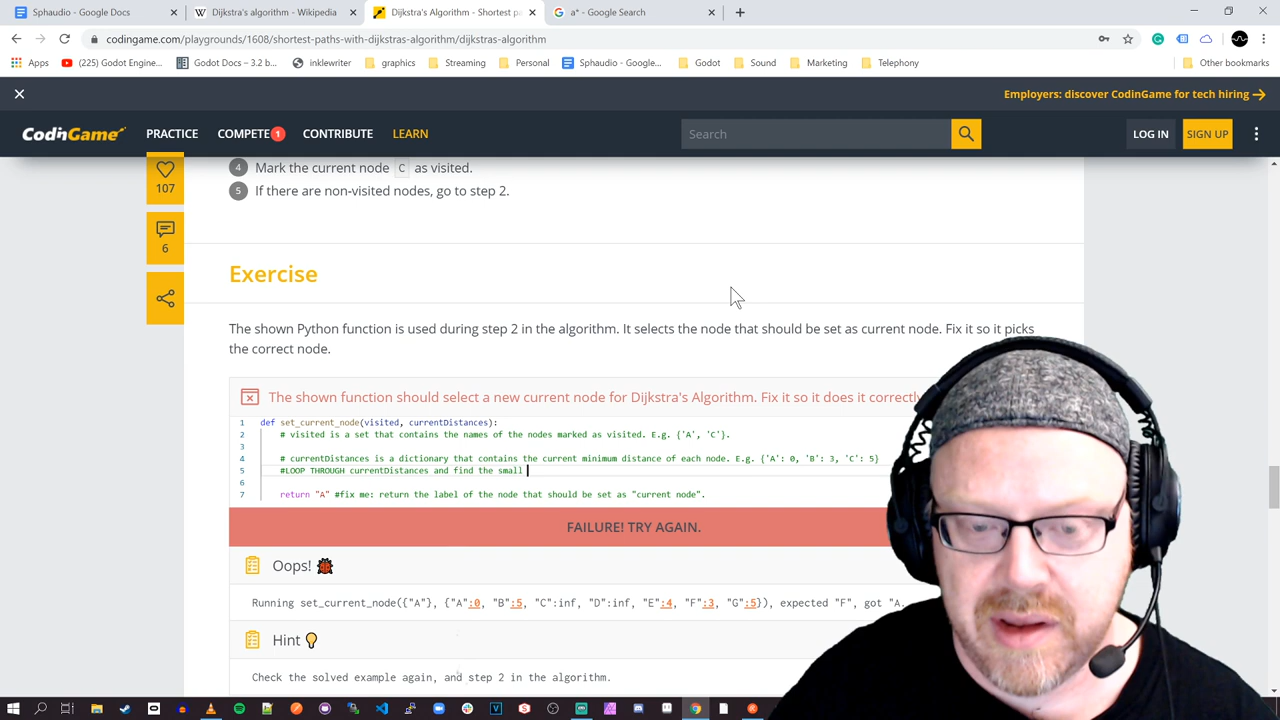 Sphaudio - Google Docs
Dijkstra's algorithm - Wikipedia
Dijkstra's Algorithm - Shortest p
a* - Google Search
codingame.com/playgrounds/1608/shortest-paths-with-dijkstras-algorithm/dijkstras-algorithm
Apps (225) Godot Engine... Godot Docs – 3.2 b... inklewriter graphics Streaming Personal Sphaudio - Google... Godot Sound Marketing Telephony Other bookmarks
Employers: discover CodinGame for tech hiring
CODINGAME PRACTICE COMPETE 1 CONTRIBUTE LEARN Search LOG IN SIGN UP
107
6
4 Mark the current node C as visited.
5 If there are non-visited nodes, go to step 2.
Exercise
The shown Python function is used during step 2 in the algorithm. It selects the node that should be set as current node. Fix it so it picks
the correct node.
The shown function should select a new current node for Dijkstra's Algorithm. Fix it so it does it correctly
1 def set_current_node(visited, currentDistances):
2 # visited is a set that contains the names of the nodes marked as visited. E.g. {'A', 'C'}.
3
4 # currentDistances is a dictionary that contains the current minimum distance of each node. E.g. {'A': 0, 'B': 3, 'C': 5}
5 #LOOP THROUGH currentDistances and find the small
6
7 return "A" #fix me: return the label of the node that should be set as "current node".
FAILURE! TRY AGAIN.
Oops!
Running set_current_node({"A"}, {"A":0, "B":5, "C":inf, "D":inf, "E":4, "F":3, "G":5}), expected "F", got "A.
Hint
Check the solved example again, and step 2 in the algorithm.